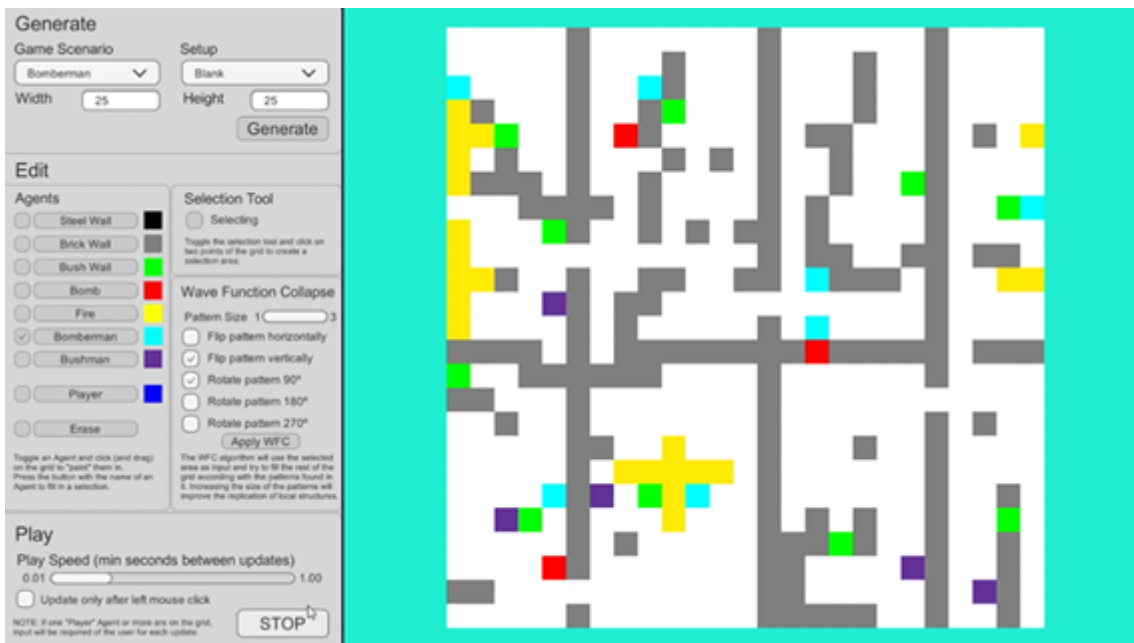 Generate
Game Scenario Setup
Bomberman Blank
Width 25 Height 25
Generate
Edit
Agents
Steel Wall
Brick Wall
Bush Wall
Bomb
Fire
Bomberman
Bushman
Player
Erase
Toggle an Agent and click (and drag)
on the grid to "paint" them in.
Press the button with the name of an
Agent to fill in a selection.
Selection Tool
Selecting
Toggle the selection tool and click on
two points of the grid to create a
selection area.
Wave Function Collapse
Pattern Size 1 3
Flip pattern horizontally
Flip pattern vertically
Rotate pattern 90º
Rotate pattern 180º
Rotate pattern 270º
Apply WFC
The WFC algorithm will use the selected
area as input and try to fill the rest of the
grid according with the patterns found in
it. Increasing the size of the patterns will
improve the replication of local structures.
Play
Play Speed (min seconds between updates)
0.01 1.00
Update only after left mouse click
NOTE: If one "Player" Agent or more are on the grid,
input will be required of the user for each update.
STOP